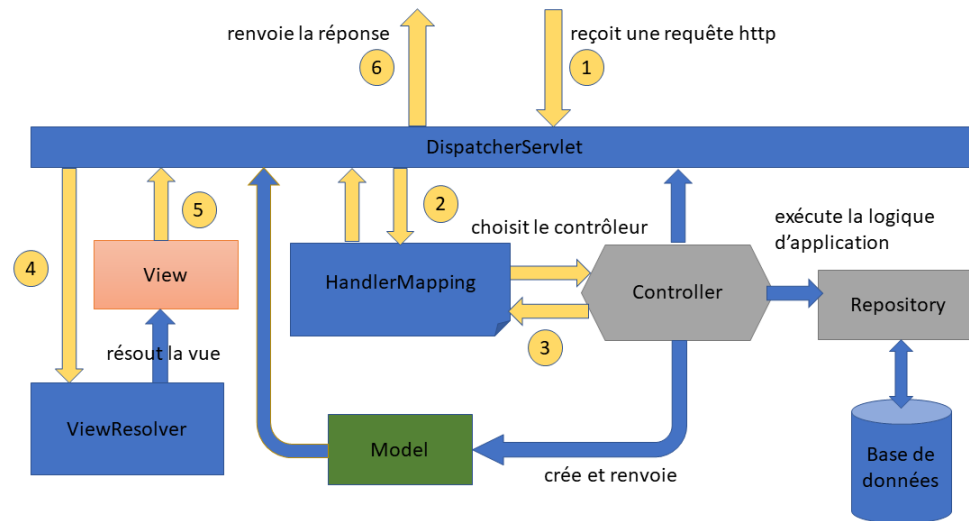 renvoie la réponse
reçoit une requête http
6
1
DispatcherServlet
2
5
choisit le contrôleur
exécute la logique
d’application
4
View
HandlerMapping
Controller
Repository
3
résout la vue
ViewResolver
Model
crée et renvoie
Base de
données